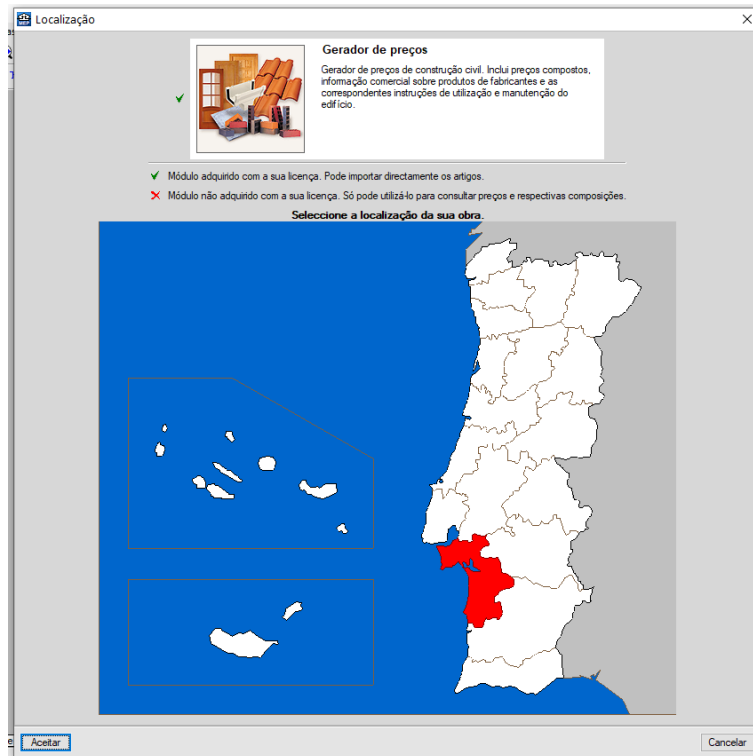 Localização
Gerador de preços
Gerador de preços de construção civil. Inclui preços compostos,
informação comercial sobre produtos de fabricantes e as
correspondentes instruções de utilização e manutenção do
edifício.
Módulo adquirido com a sua licença. Pode importar directamente os artigos.
Módulo não adquirido com a sua licença. Só pode utilizá-lo para consultar preços e respectivas composições.
Seleccione a localização da sua obra.
Aceitar
Cancelar